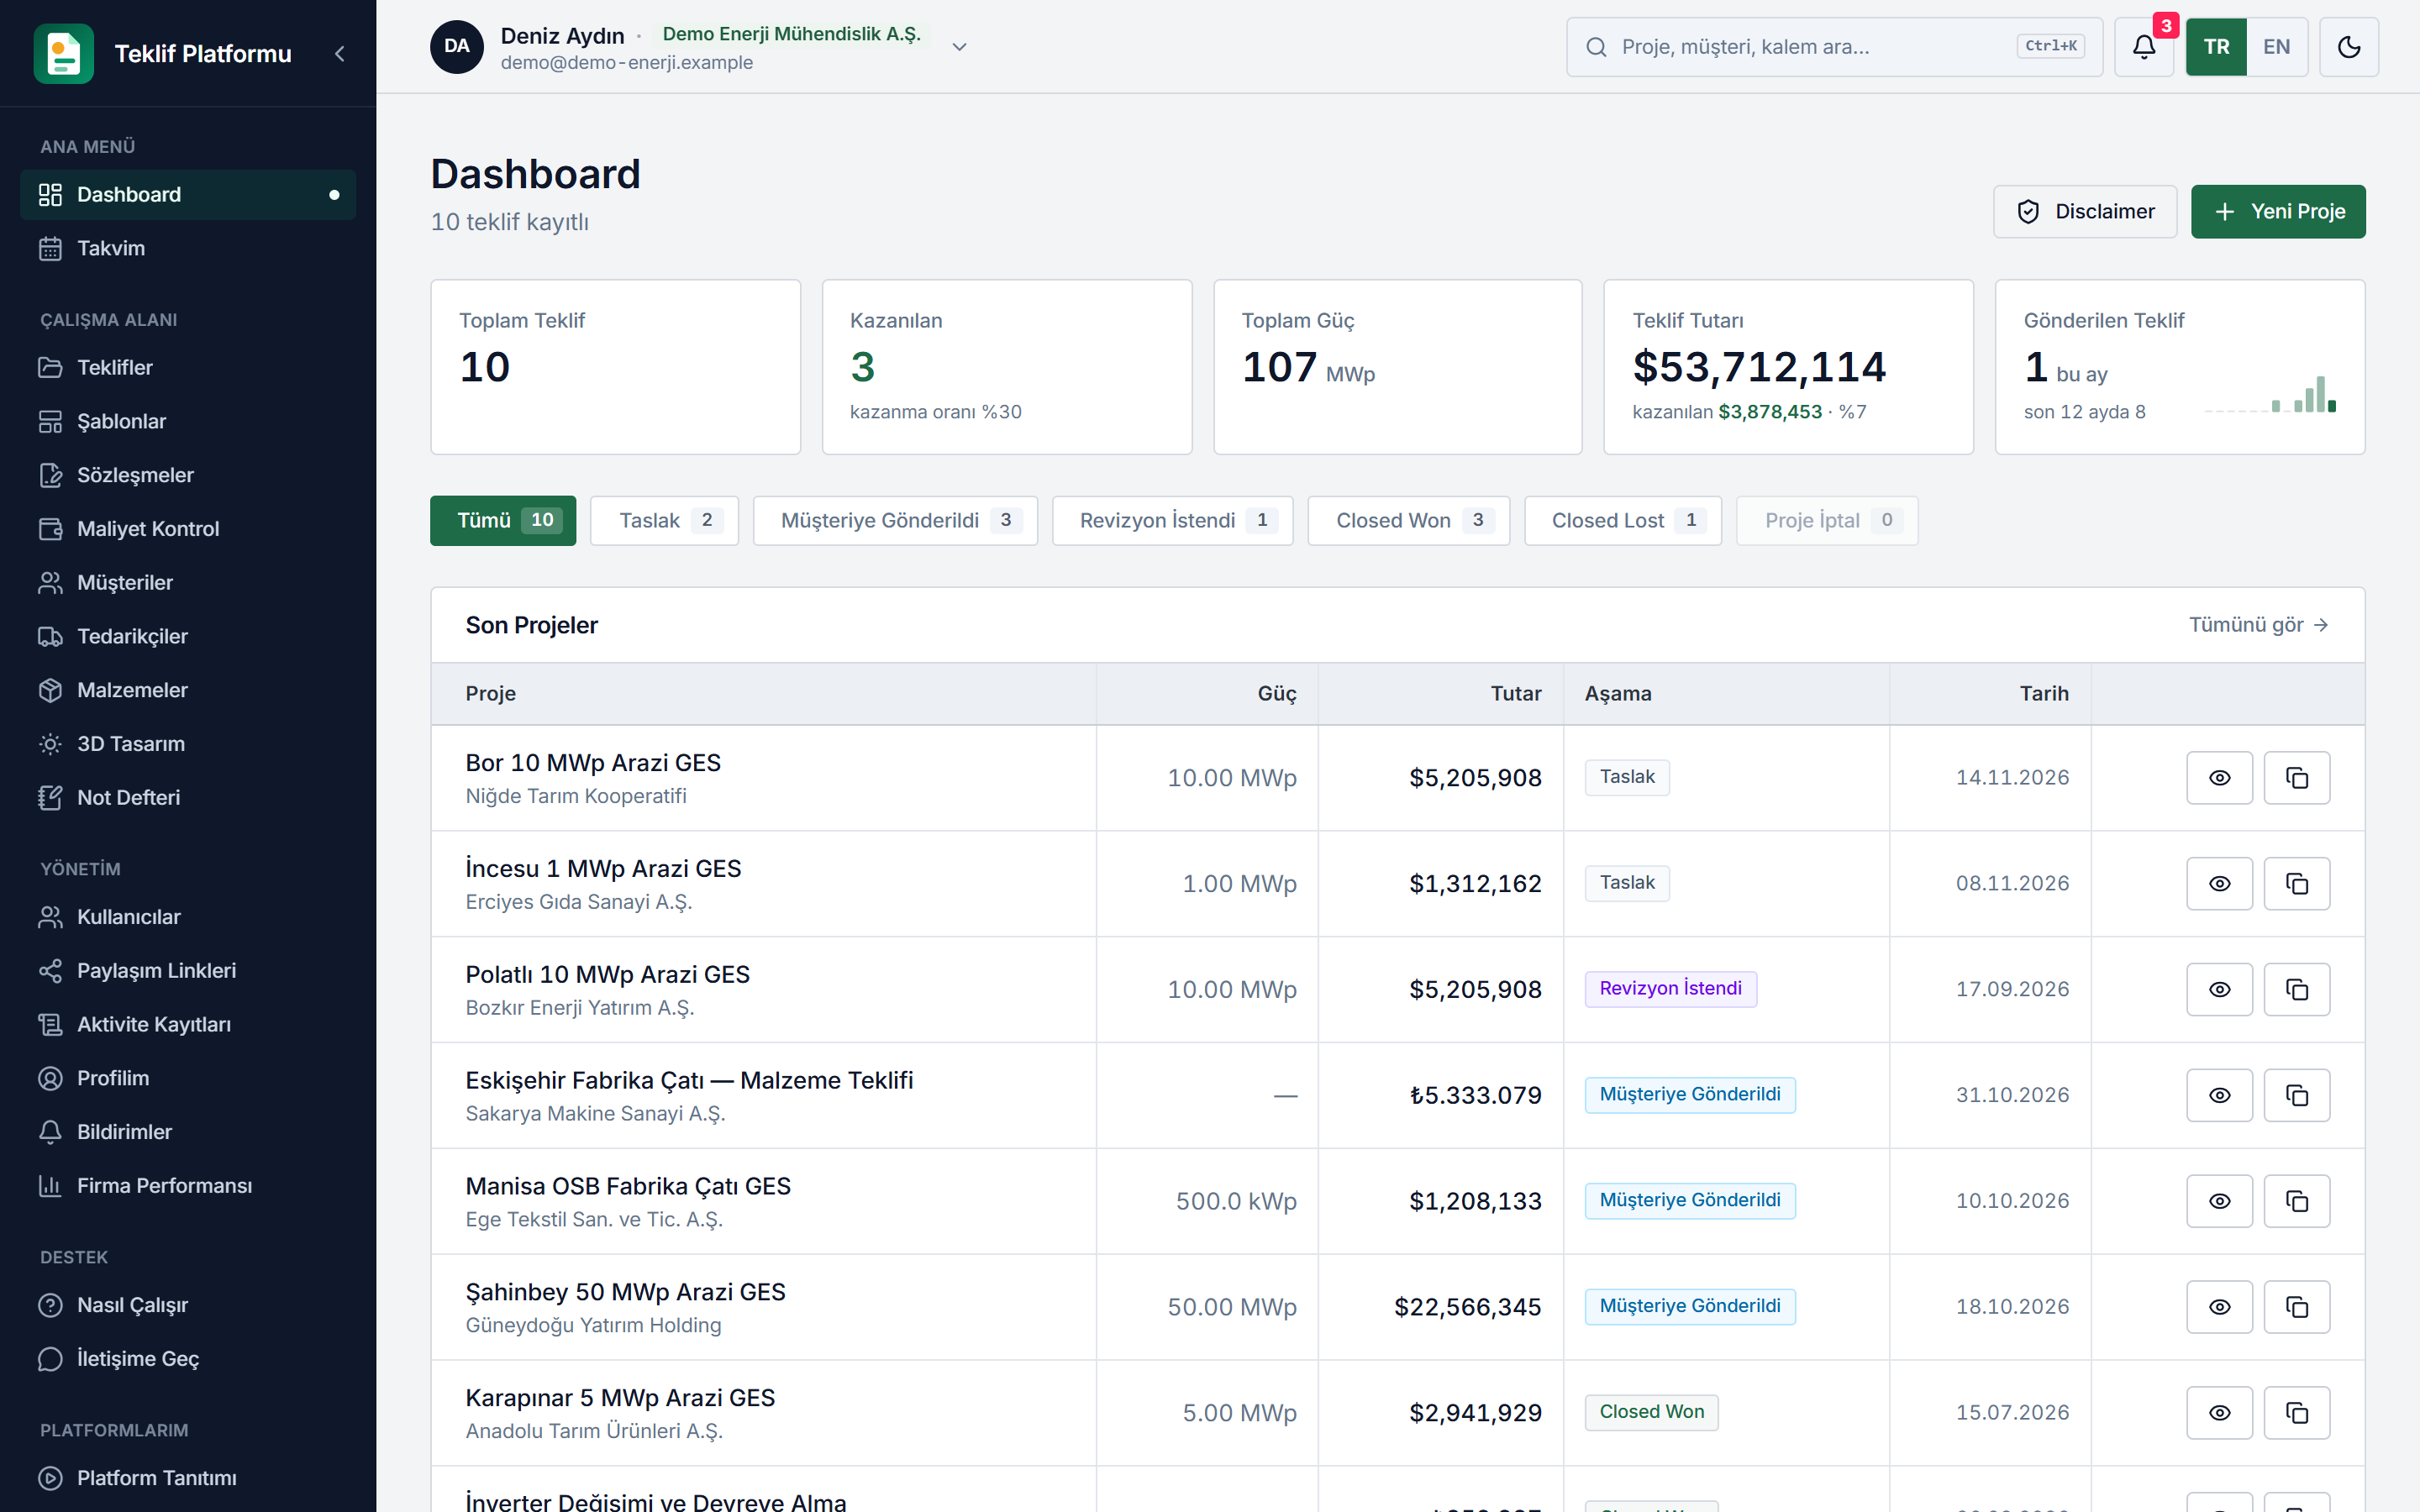 Teklif Platformu
ANA MENÜ
Dashboard
Takvim
ÇALIŞMA ALANI
Teklifler
Şablonlar
Sözleşmeler
Maliyet Kontrol
Müşteriler
Tedarikçiler
Malzemeler
3D Tasarım
Not Defteri
YÖNETİM
Kullanıcılar
Paylaşım Linkleri
Aktivite Kayıtları
Profilim
Bildirimler
Firma Performansı
DESTEK
Nasıl Çalışır
İletişime Geç
PLATFORMLARIM
Platform Tanıtımı
DA
Deniz Aydın · Demo Enerji Mühendislik A.Ş.
demo@demo-enerji.example
Proje, müşteri, kalem ara... Ctrl+K
3
TR EN
Dashboard
10 teklif kayıtlı
Disclaimer
Yeni Proje
Toplam Teklif
10
Kazanılan
3
kazanma oranı %30
Toplam Güç
107 MWp
Teklif Tutarı
$53,712,114
kazanılan $3,878,453 · %7
Gönderilen Teklif
1 bu ay
son 12 ayda 8
Tümü 10
Taslak 2
Müşteriye Gönderildi 3
Revizyon İstendi 1
Closed Won 3
Closed Lost 1
Proje İptal 0
Son Projeler
Tümünü gör →
Proje Güç Tutar Aşama Tarih
Bor 10 MWp Arazi GES
Niğde Tarım Kooperatifi
10.00 MWp $5,205,908 Taslak 14.11.2026
İncesu 1 MWp Arazi GES
Erciyes Gıda Sanayi A.Ş.
1.00 MWp $1,312,162 Taslak 08.11.2026
Polatlı 10 MWp Arazi GES
Bozkır Enerji Yatırım A.Ş.
10.00 MWp $5,205,908 Revizyon İstendi 17.09.2026
Eskişehir Fabrika Çatı — Malzeme Teklifi
Sakarya Makine Sanayi A.Ş.
— ₺5.333.079 Müşteriye Gönderildi 31.10.2026
Manisa OSB Fabrika Çatı GES
Ege Tekstil San. ve Tic. A.Ş.
500.0 kWp $1,208,133 Müşteriye Gönderildi 10.10.2026
Şahinbey 50 MWp Arazi GES
Güneydoğu Yatırım Holding
50.00 MWp $22,566,345 Müşteriye Gönderildi 18.10.2026
Karapınar 5 MWp Arazi GES
Anadolu Tarım Ürünleri A.Ş.
5.00 MWp $2,941,929 Closed Won 15.07.2026
İnverter Değişimi ve Devreye Alma